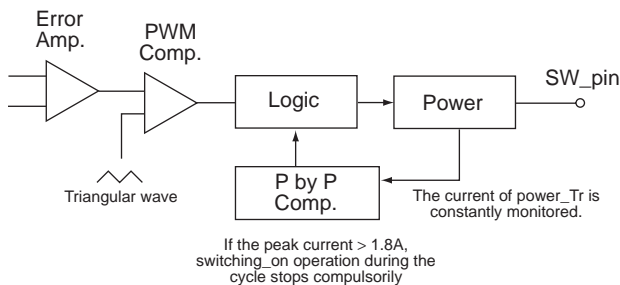 Error
Amp.
PWM
Comp.
Logic
Power
SW_pin
Triangular wave
P by P
Comp.
The current of power_Tr is
constantly monitored.
If the peak current > 1.8A,
switching_on operation during the
cycle stops compulsorily